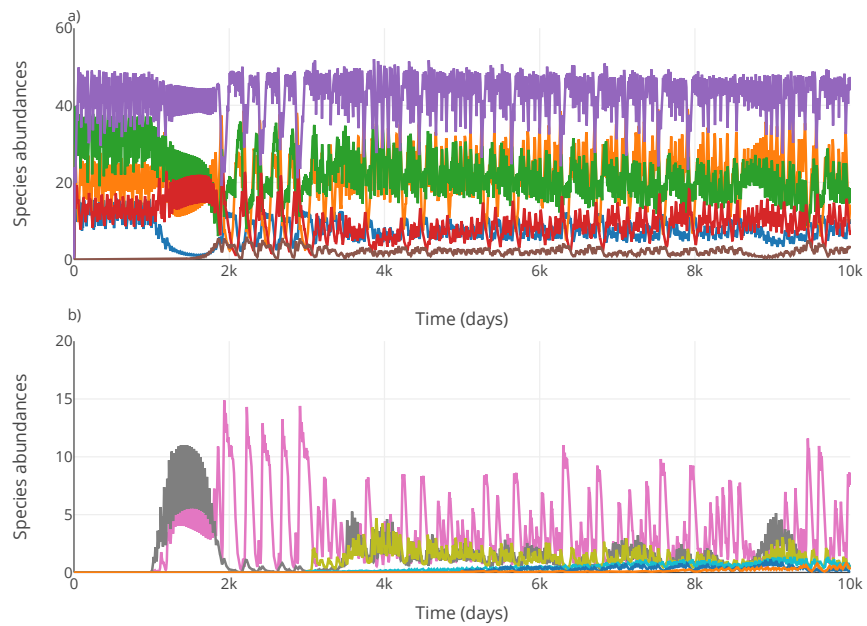 a)
60
40
20
0
Species abundances
0
2k
4k
6k
8k
10k
Time (days)
b)
20
15
10
5
0
Species abundances
0
2k
4k
6k
8k
10k
Time (days)